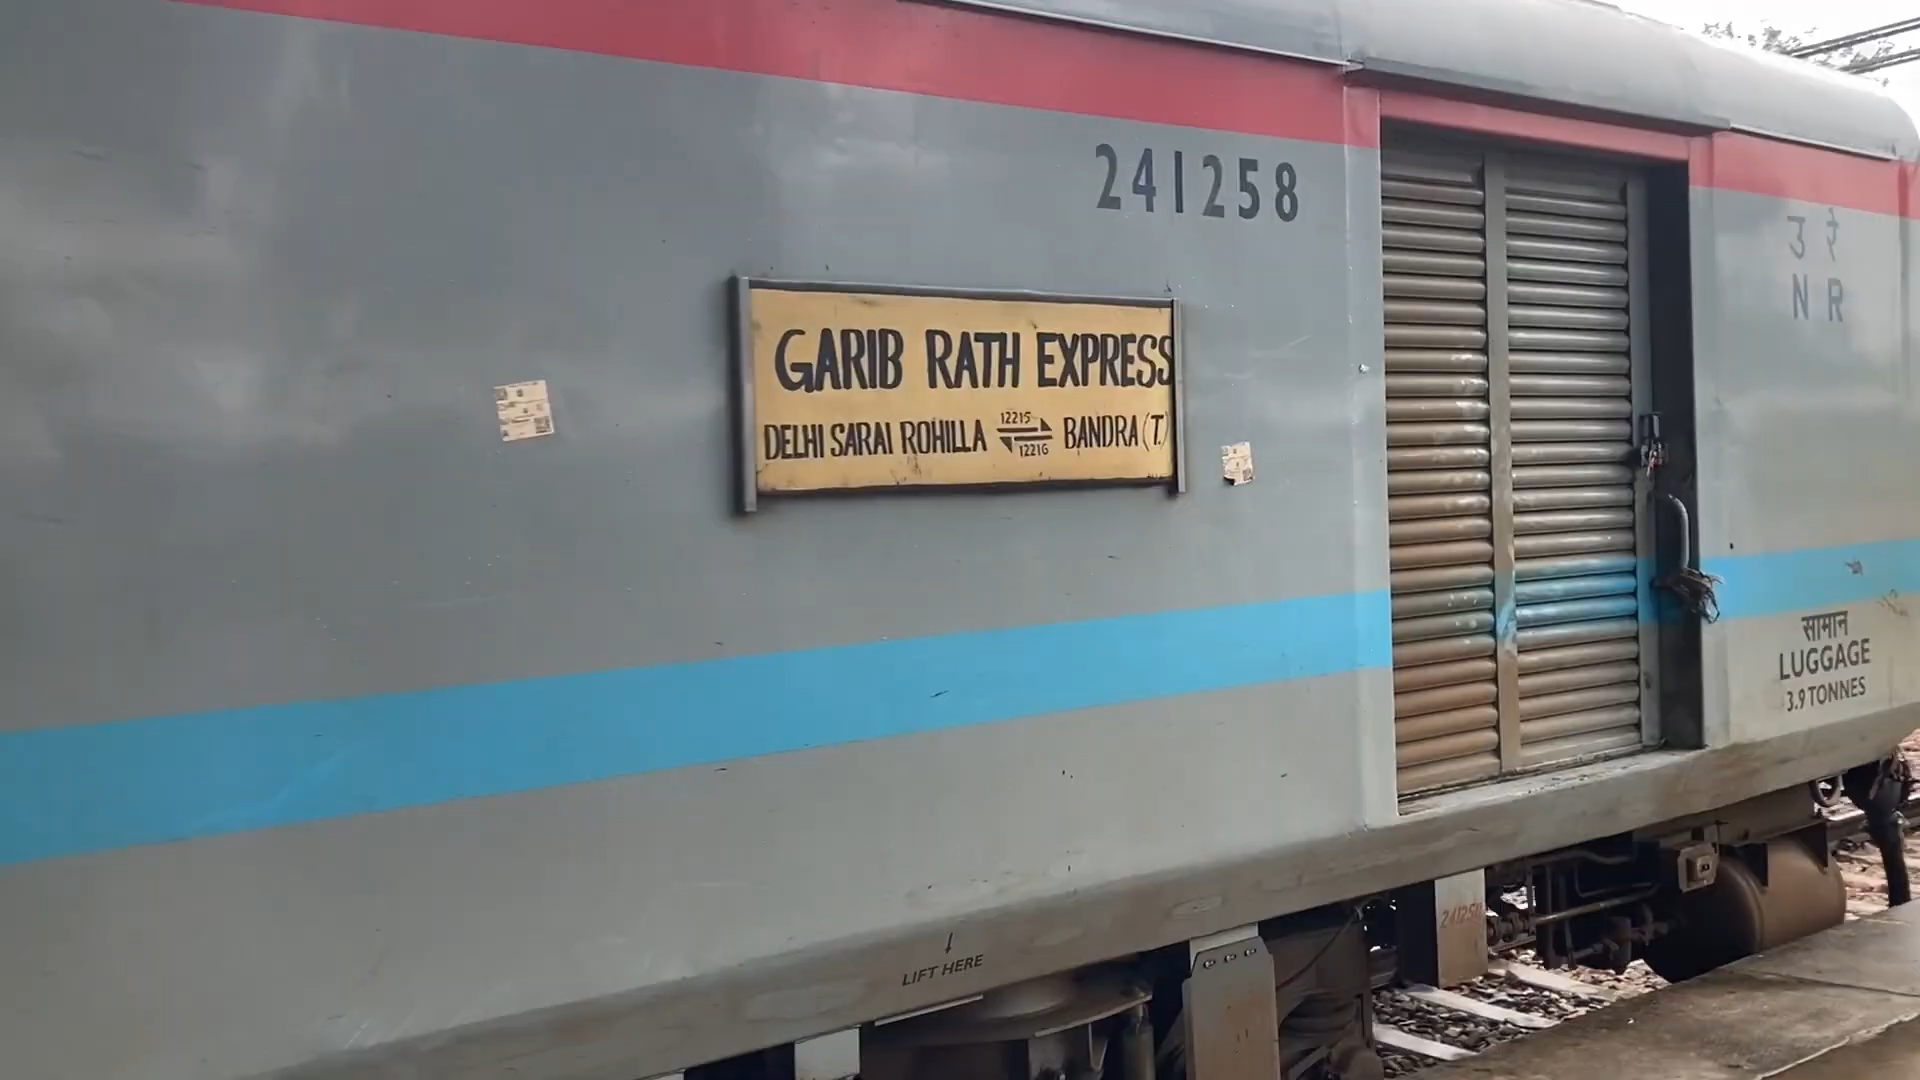 241258
उ रे
N R
GARIB RATH EXPRESS
DELHI SARAI ROHILLA 12215 12216 BANDRA (T.)
सामान
LUGGAGE
3.9 TONNES
LIFT HERE